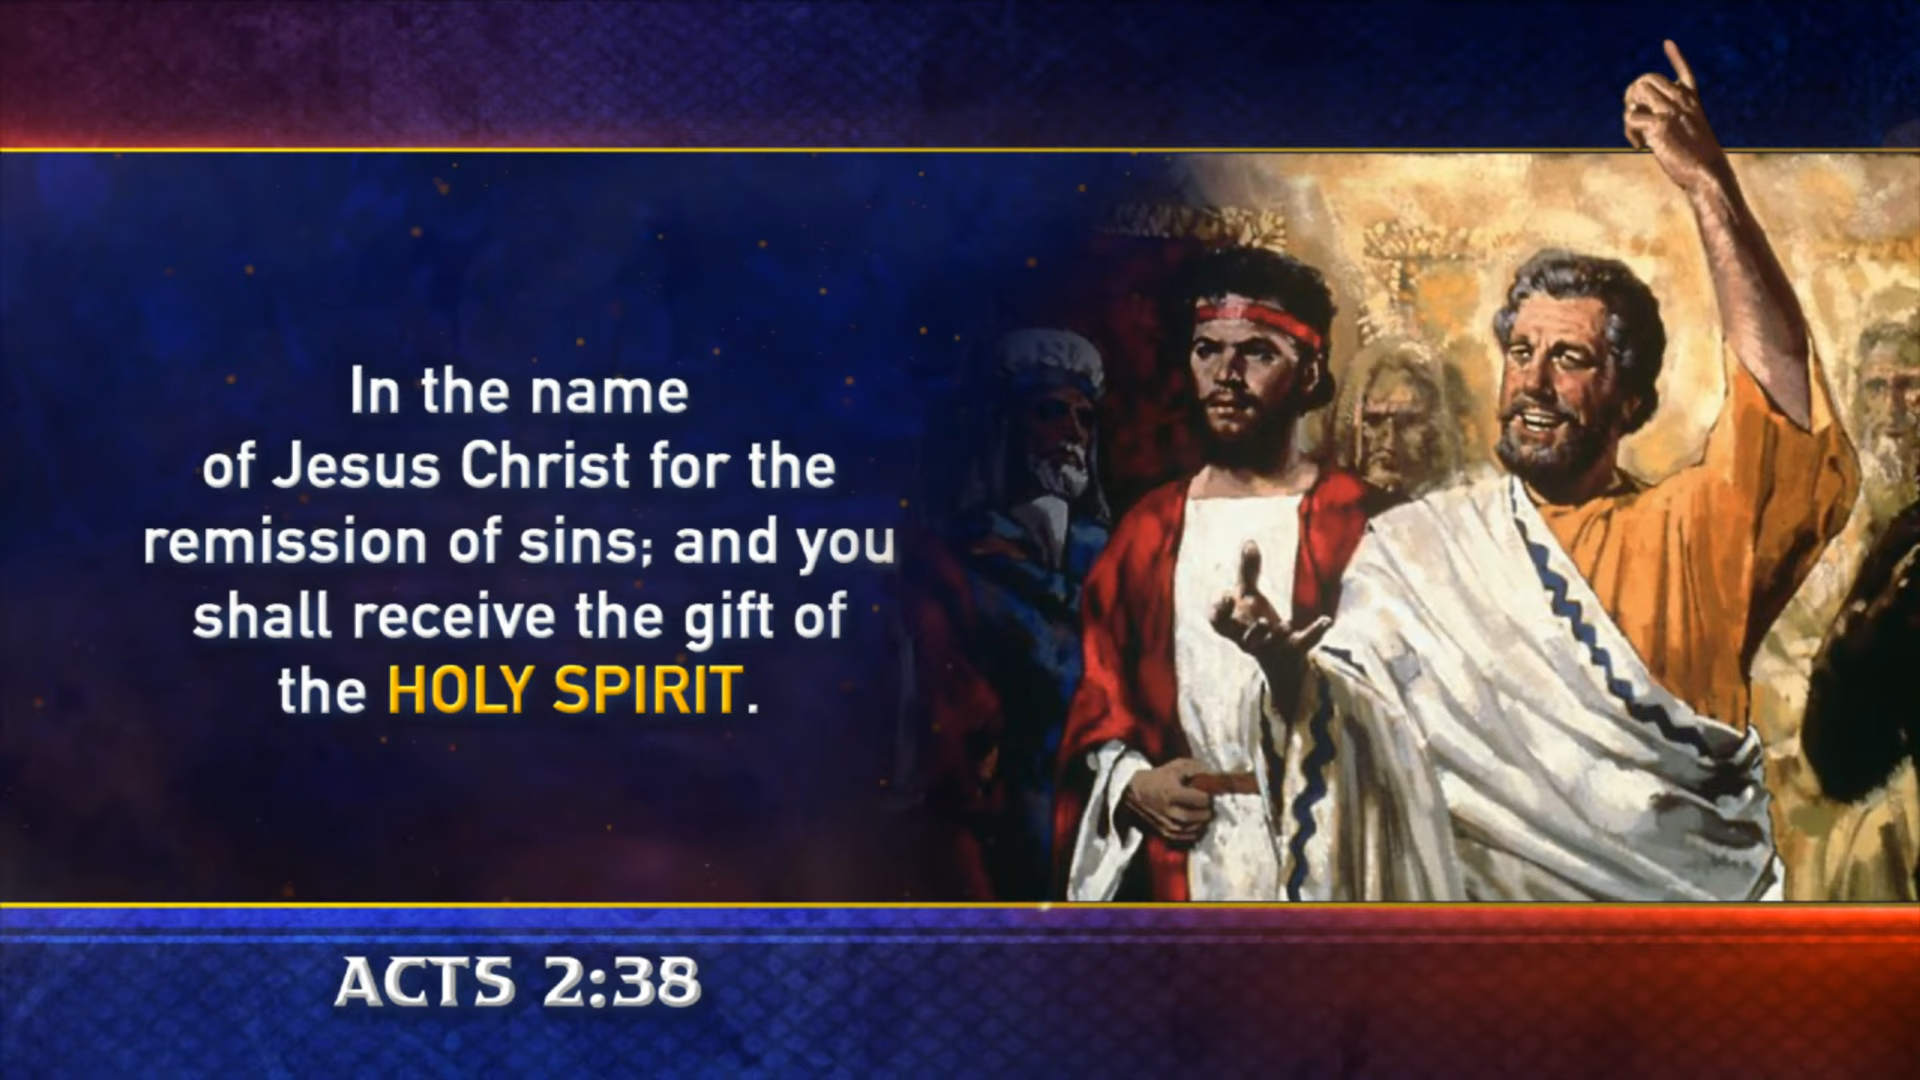 In the name
of Jesus Christ for the
remission of sins; and you
shall receive the gift of
the HOLY SPIRIT.
ACTS 2:38